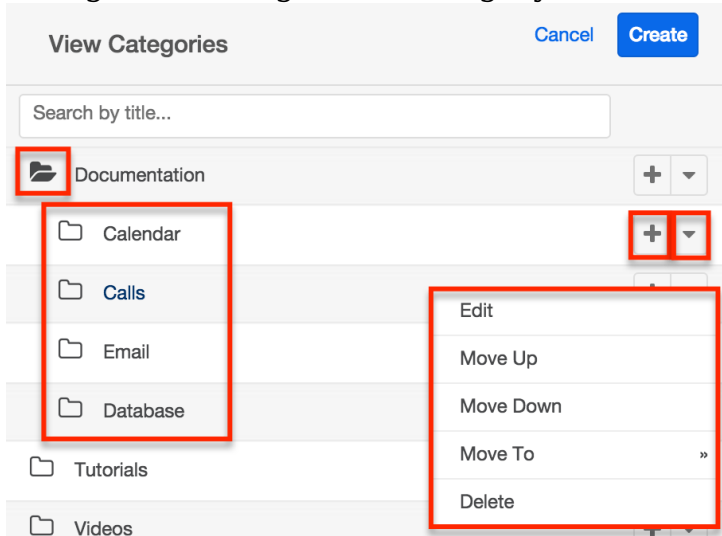 View Categories
Cancel
Create
Search by title...
Documentation
Calendar
Calls
Email
Database
Tutorials
Videos
Edit
Move Up
Move Down
Move To »
Delete